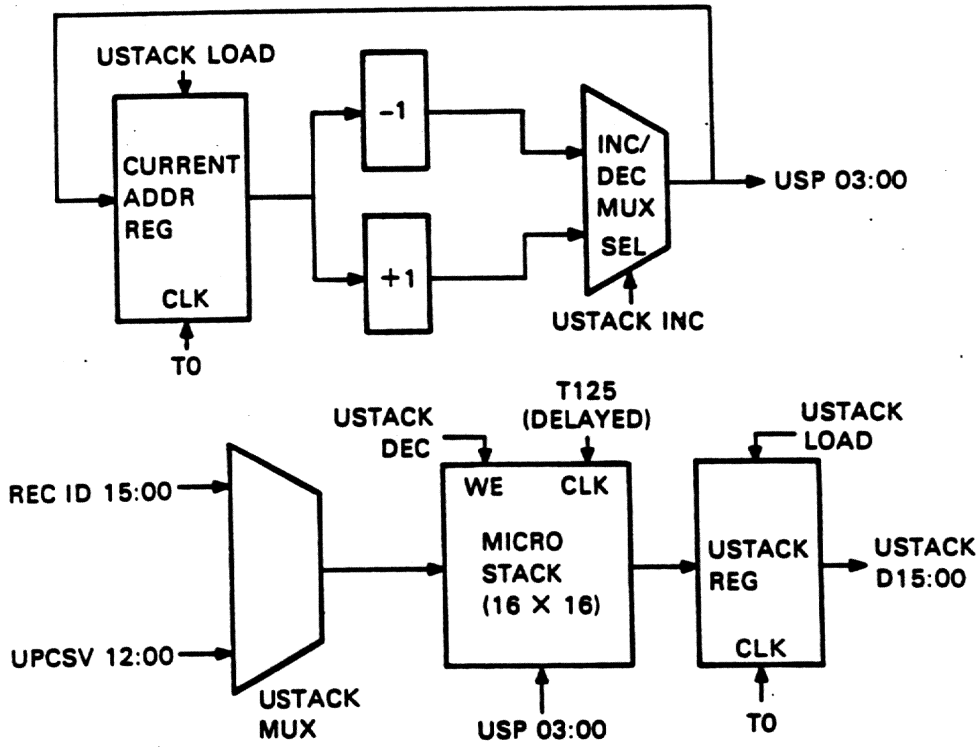 USTACK LOAD
CURRENT
ADDR
REG
CLK
T0
-1
+1
INC/
DEC
MUX
SEL
USTACK INC
USP 03:00
REC ID 15:00
UPCSV 12:00
USTACK
MUX
USTACK
DEC
T125
(DELAYED)
WE CLK
MICRO
STACK
(16 X 16)
USP 03:00
USTACK
LOAD
USTACK
REG
CLK
T0
USTACK
D15:00